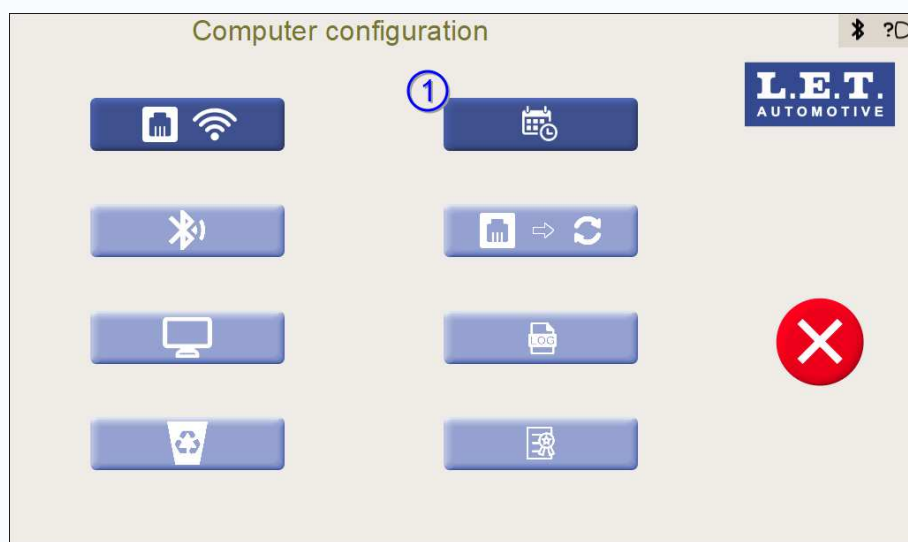 Computer configuration
?
1
L.E.T.
AUTOMOTIVE
LOG